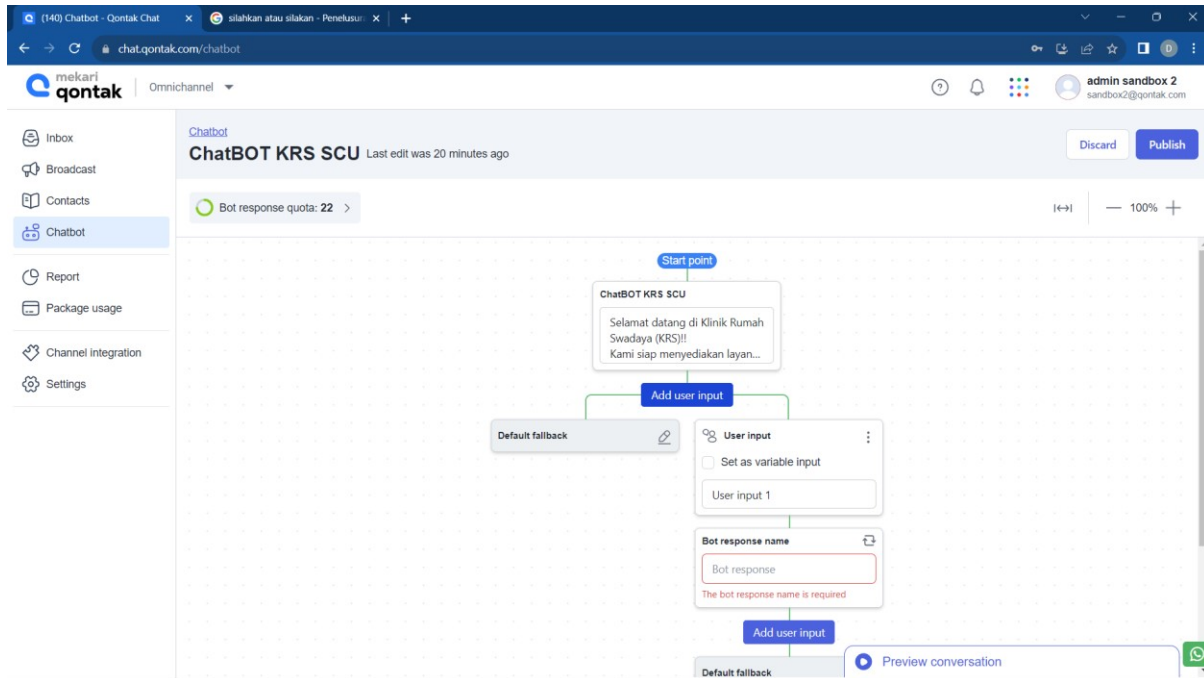 (140) Chatbot - Qontak Chat
silahkan atau silakan - Penelusur
chat.qontak.com/chatbot
D
mekari
qontak
Omnichannel
admin sandbox 2
sandbox2@qontak.com
Inbox
Broadcast
Contacts
Chatbot
Report
Package usage
Channel integration
Settings
Chatbot
ChatBOT KRS SCU Last edit was 20 minutes ago
Discard
Publish
Bot response quota: 22
100%
Start point
ChatBOT KRS SCU
Selamat datang di Klinik Rumah
Swadaya (KRS)!!
Kami siap menyediakan layan...
Add user input
Default fallback
User input
Set as variable input
User input 1
Bot response name
Bot response
The bot response name is required
Add user input
Default fallback
Preview conversation